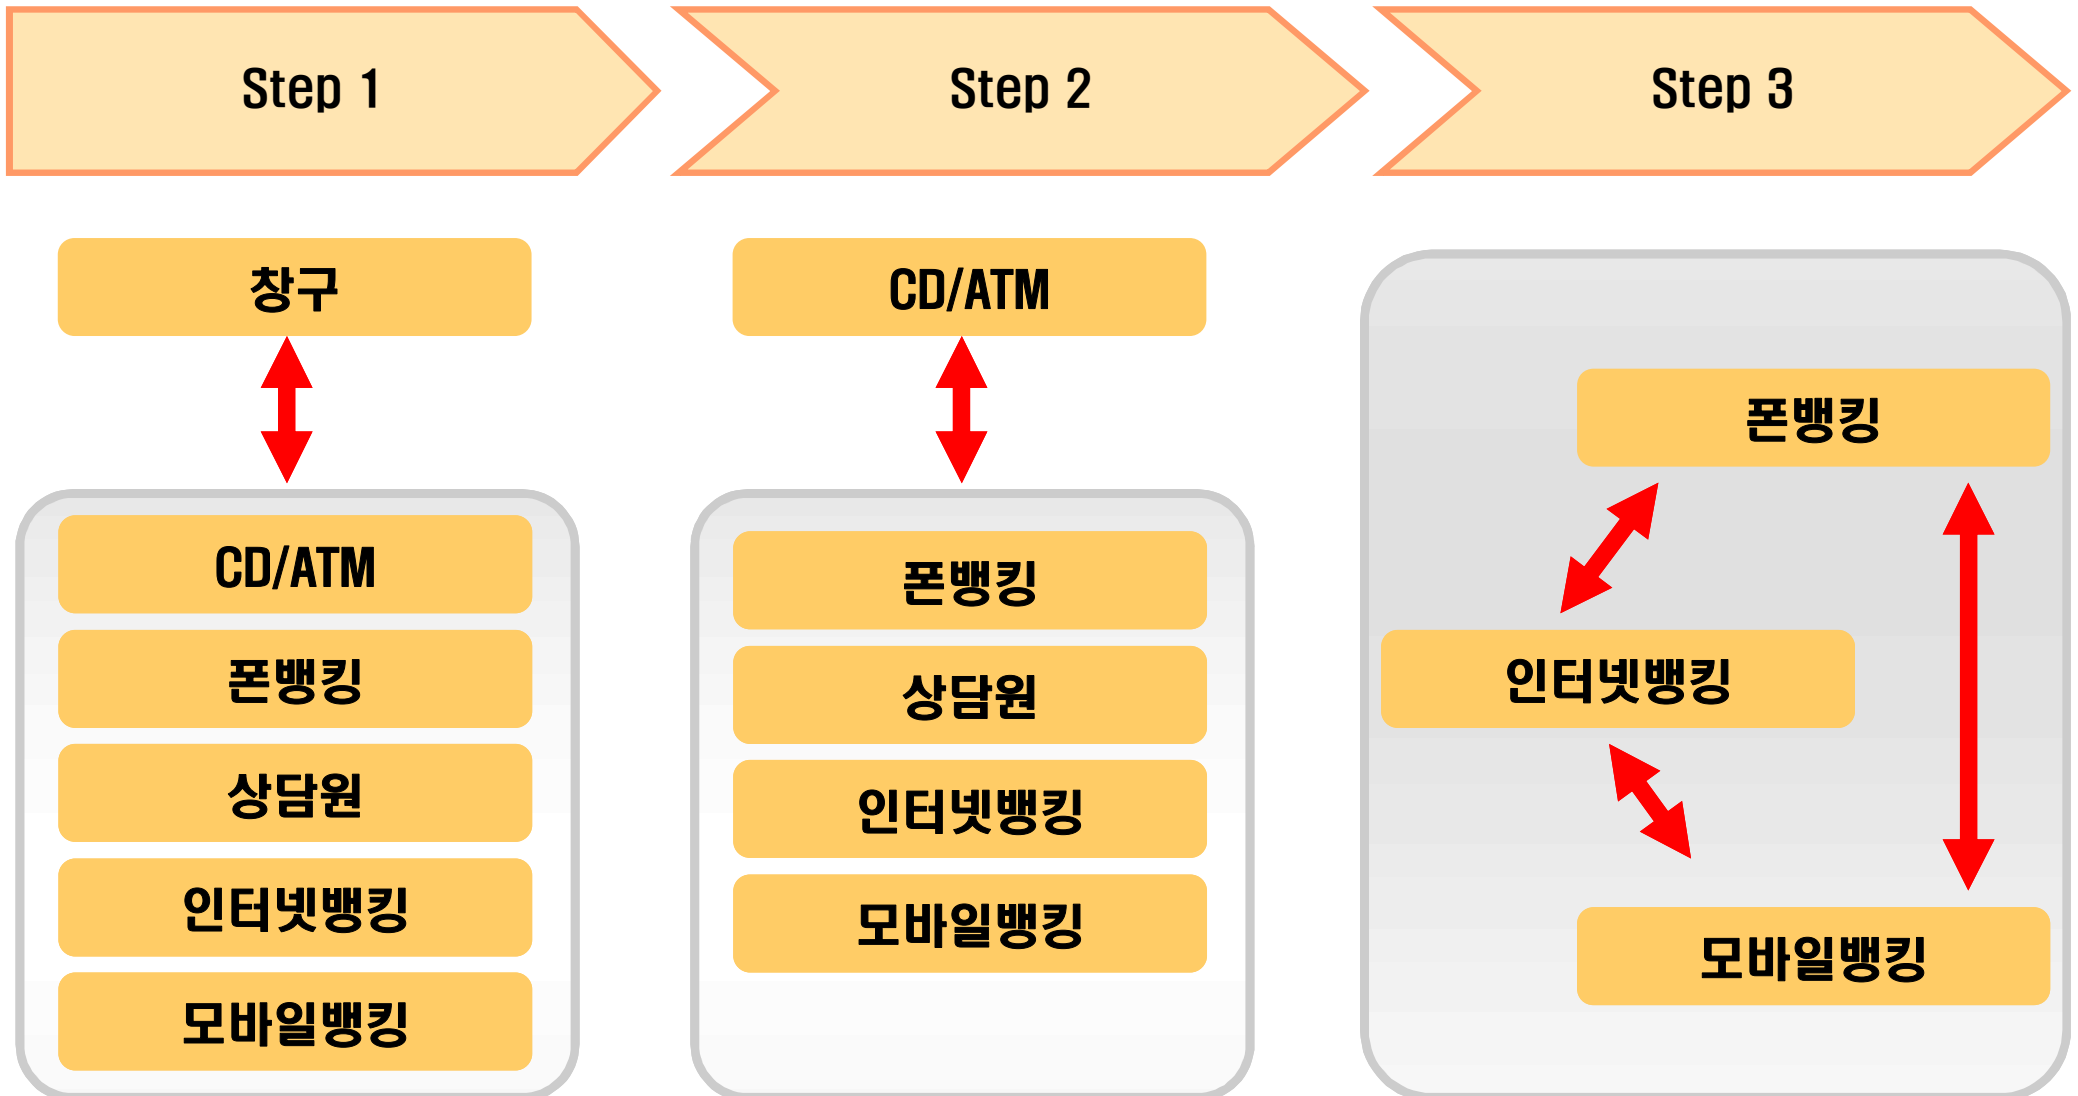 Step 1
Step 2
Step 3
창구
CD/ATM
폰뱅킹
상담원
인터넷뱅킹
모바일뱅킹
CD/ATM
폰뱅킹
상담원
인터넷뱅킹
모바일뱅킹
폰뱅킹
인터넷뱅킹
모바일뱅킹